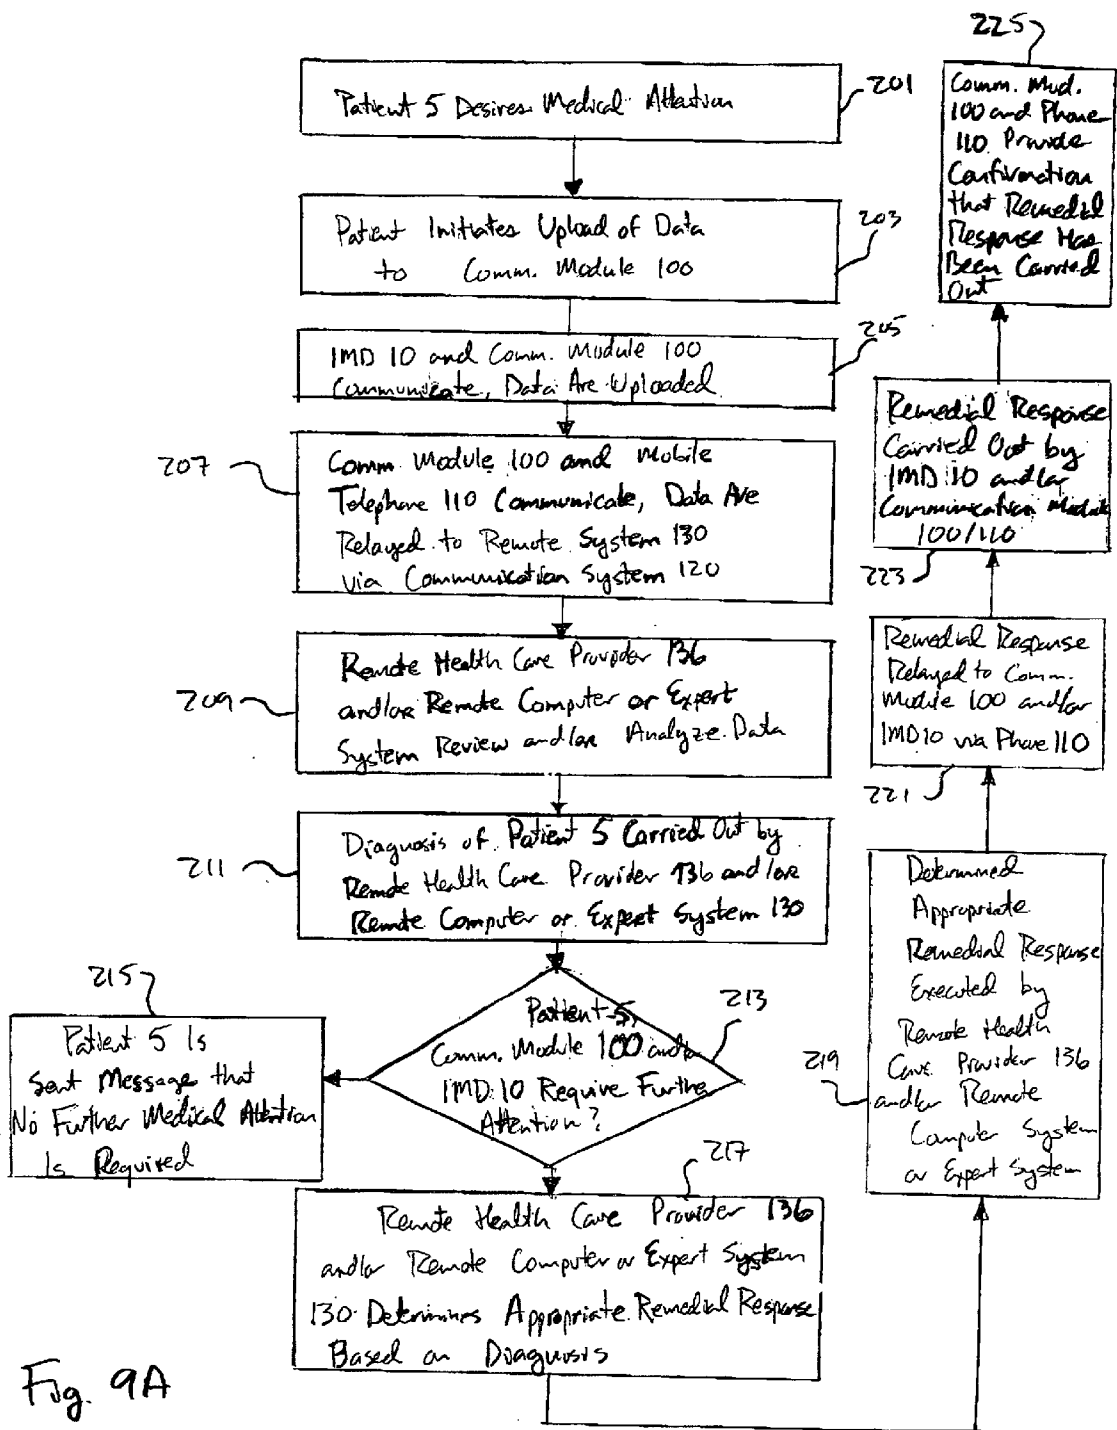 201
Patient 5 Desires Medical Attention
203
Patient Initiates Upload of Data
to Comm. Module 100
205
IMD 10 and Comm. Module 100
Communicate, Data Are Uploaded
207
Comm. Module 100 and Mobile
Telephone 110 Communicate, Data Are
Relayed to Remote System 130
via Communication System 120
209
Remote Health Care Provider 136
and/or Remote Computer or Expert
System Review and/or Analyze Data
211
Diagnosis of Patient 5 Carried Out by
Remote Health Care Provider 136 and/or
Remote Computer or Expert System 130
213
Patient 5,
Comm. Module 100 and/or
IMD 10 Require Further
Attention?
215
Patient 5 Is
Sent Message that
No Further Medical Attention
Is Required
217
Remote Health Care Provider 136
and/or Remote Computer or Expert System
130 Determines Appropriate Remedial Response
Based on Diagnosis
219
Determined
Appropriate
Remedial Response
Executed by
Remote Health
Care Provider 136
and/or Remote
Computer System
or Expert System
221
Remedial Response
Relayed to Comm.
Module 100 and/or
IMD 10 via Phone 110
223
Remedial Response
Carried Out by
IMD 10 and/or
Communication Module
100/110
225
Comm. Mod.
100 and Phone
110 Provide
Confirmation
that Remedial
Response Has
Been Carried
Out
Fig. 9A